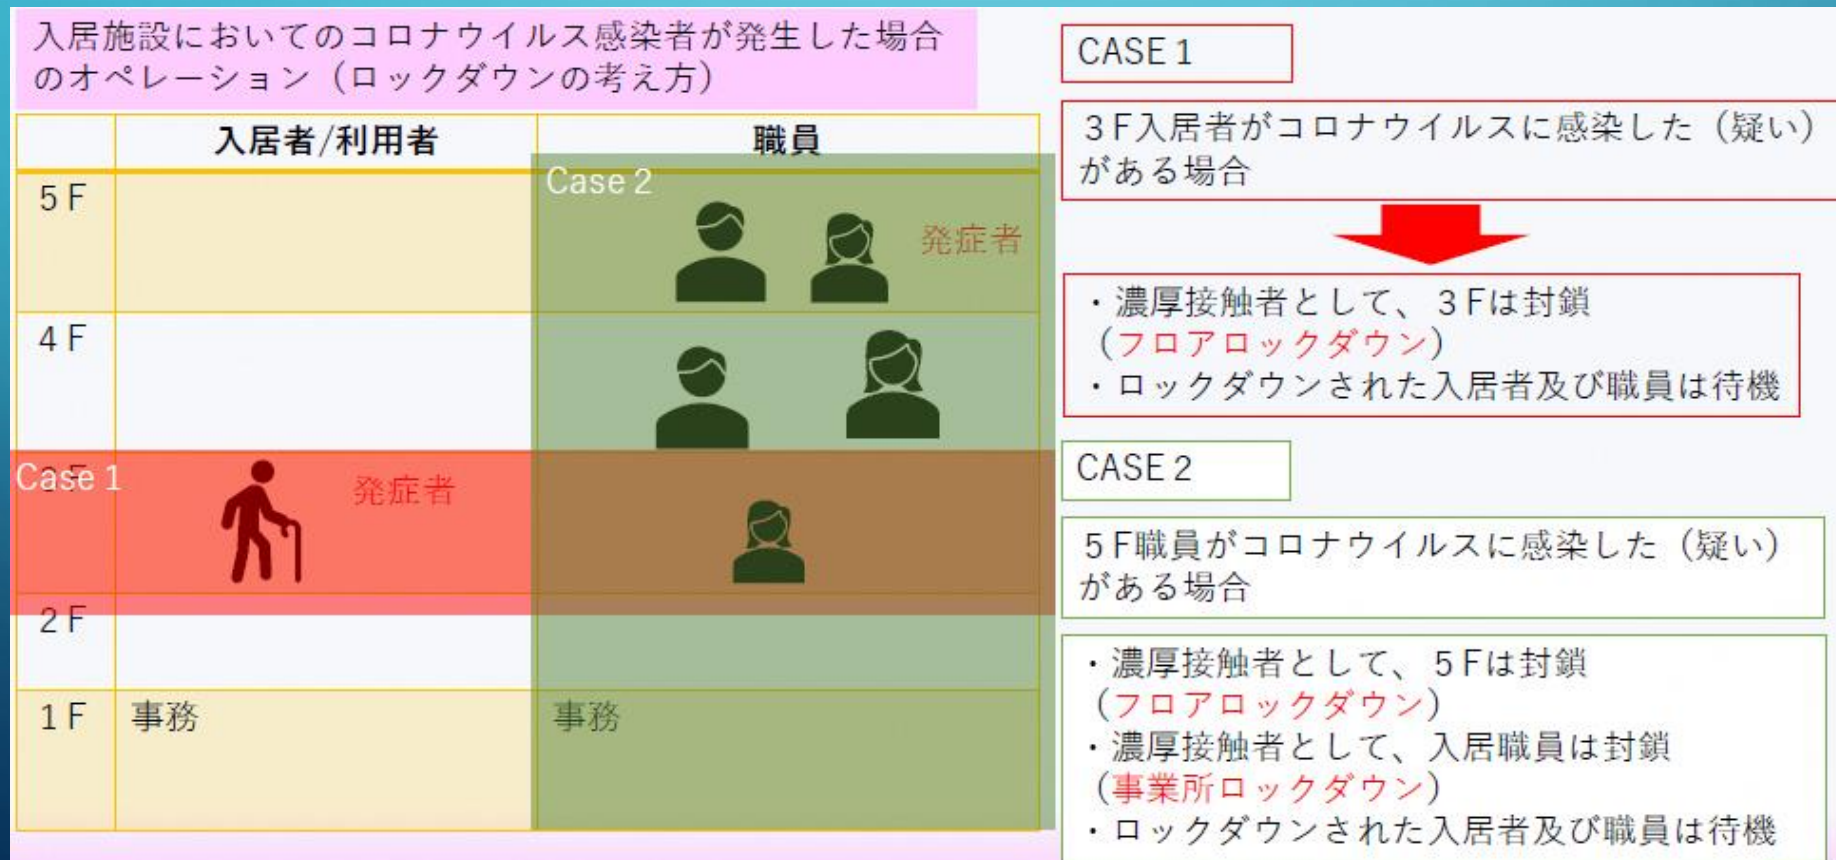 入居施設においてのコロナウイルス感染者が発生した場合
のオペレーション（ロックダウンの考え方）
入居者/利用者
職員
5F
Case 2
発症者
4F
Case 1
発症者
2F
1F
事務
事務
CASE 1
3F入居者がコロナウイルスに感染した（疑い）
がある場合
・濃厚接触者として、3Fは封鎖
（フロアロックダウン）
・ロックダウンされた入居者及び職員は待機
CASE 2
5F職員がコロナウイルスに感染した（疑い）
がある場合
・濃厚接触者として、5Fは封鎖
（フロアロックダウン）
・濃厚接触者として、入居職員は封鎖
（事業所ロックダウン）
・ロックダウンされた入居者及び職員は待機